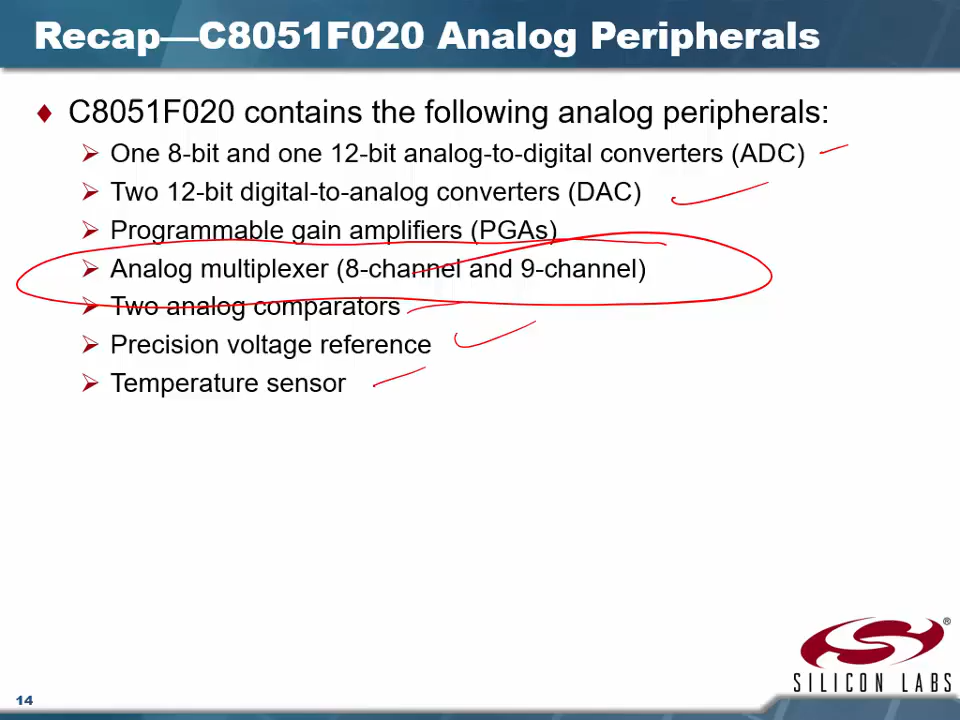 Recap—C8051F020 Analog Peripherals
♦ C8051F020 contains the following analog peripherals:
➢ One 8-bit and one 12-bit analog-to-digital converters (ADC)
➢ Two 12-bit digital-to-analog converters (DAC)
➢ Programmable gain amplifiers (PGAs)
➢ Analog multiplexer (8-channel and 9-channel)
➢ Two analog comparators
➢ Precision voltage reference
➢ Temperature sensor
®
SILICON LABS
14